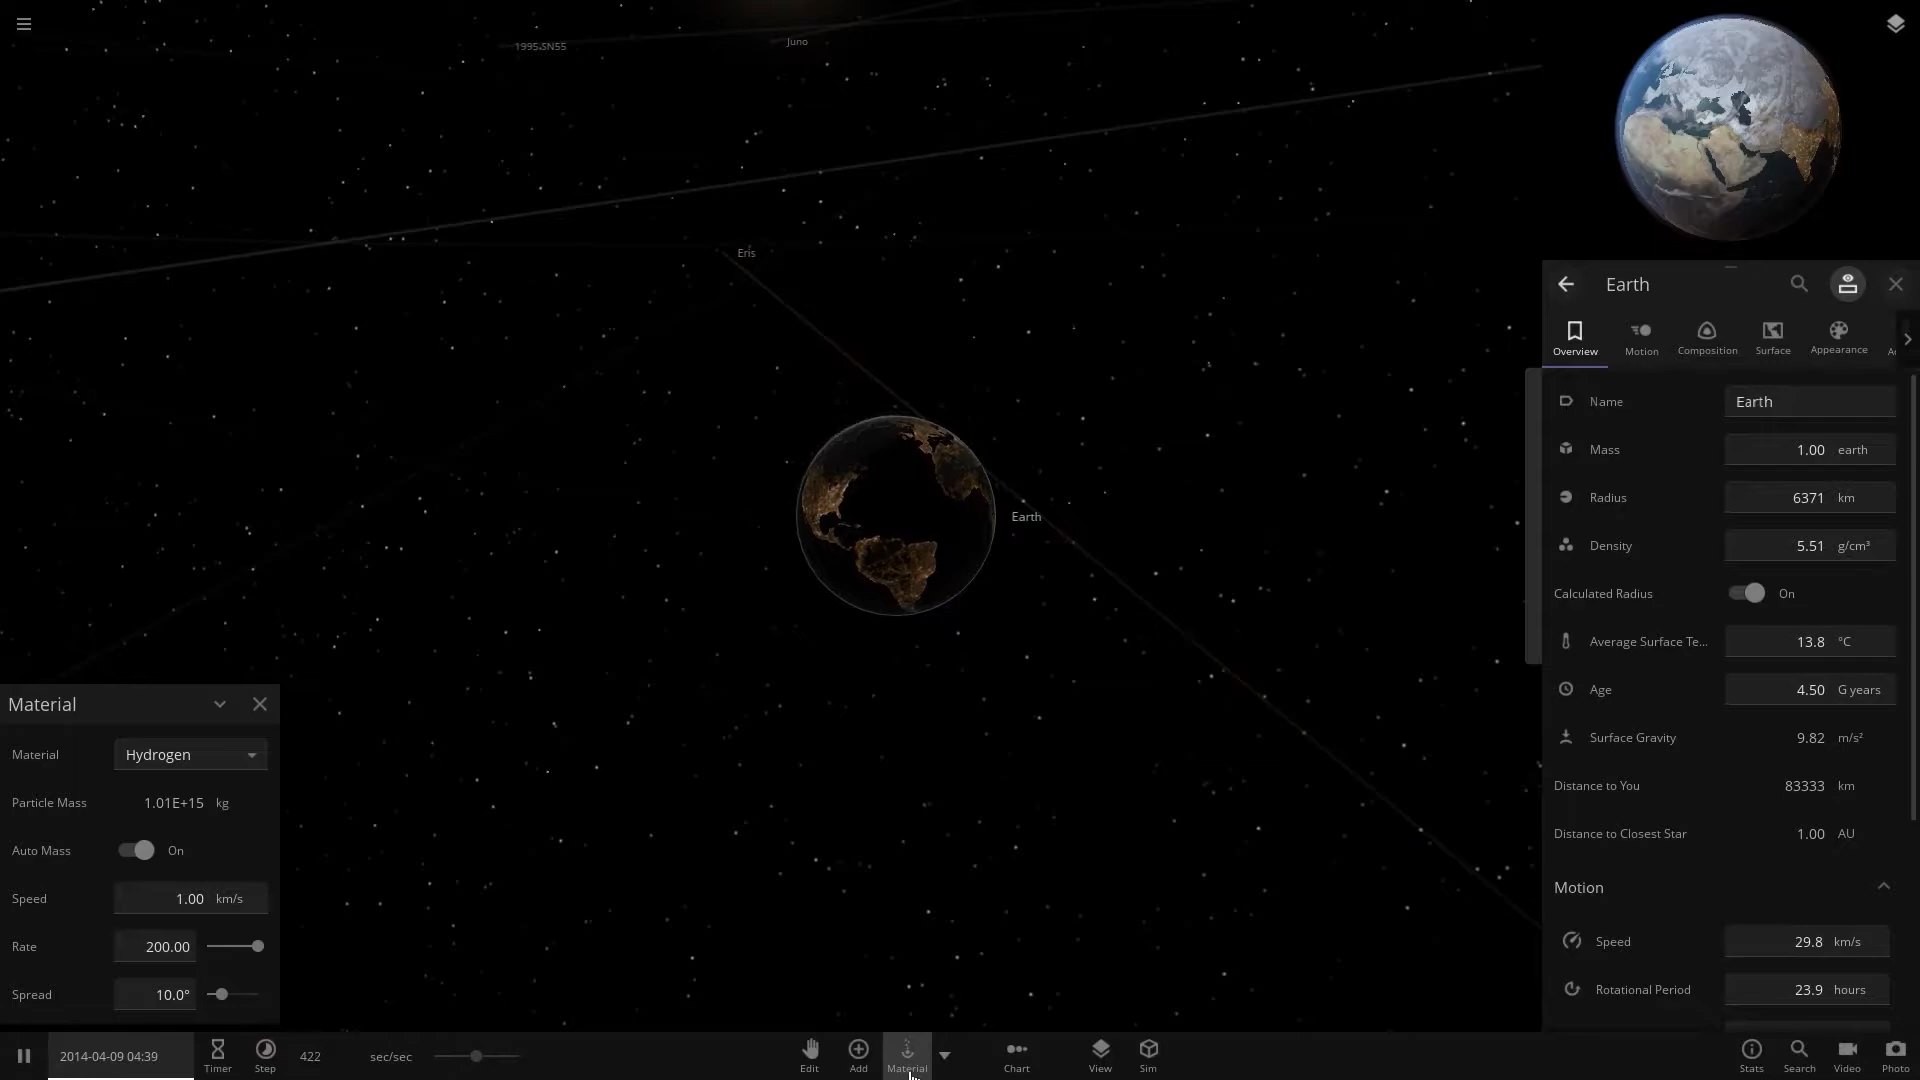 1995 SN55
Juno
Eris
Earth
Earth
Overview
Motion
Composition
Surface
Appearance
Name Earth
Mass 1.00 earth
Radius 6371 km
Density 5.51 g/cm³
Calculated Radius On
Average Surface Te... 13.8 °C
Age 4.50 G years
Surface Gravity 9.82 m/s²
Distance to You 83333 km
Distance to Closest Star 1.00 AU
Motion
Speed 29.8 km/s
Rotational Period 23.9 hours
Material
Material Hydrogen
Particle Mass 1.01E+15 kg
Auto Mass On
Speed 1.00 km/s
Rate 200.00
Spread 10.0°
2014-04-09 04:39
Timer
Step
422 sec/sec
Edit
Add
Material
Chart
View
Sim
Stats
Search
Video
Photo